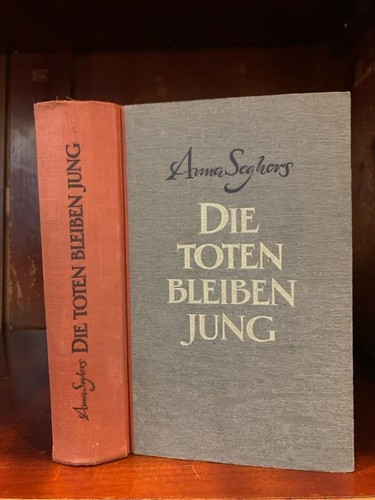 Anna Seghers
DIE TOTEN BLEIBEN JUNG
Anna Seghers
DIE
TOTEN
BLEIBEN
JUNG